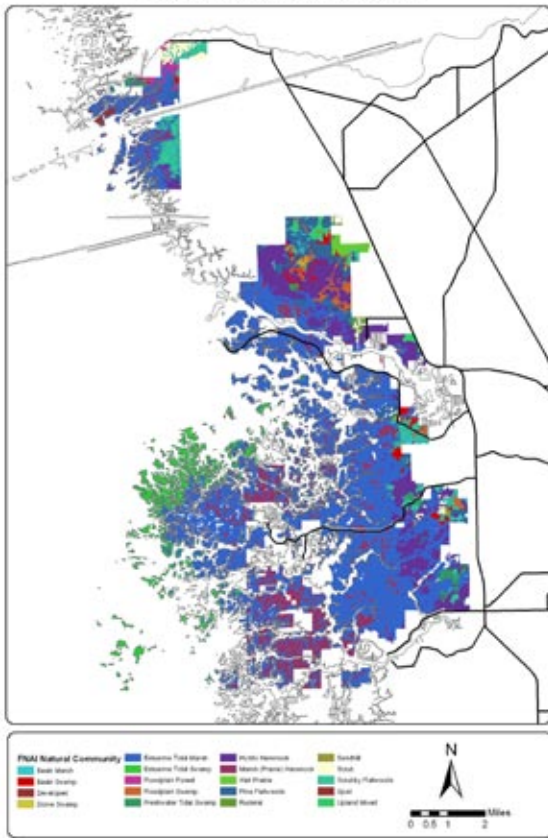 FNAI Natural Community
Basin Marsh
Basin Swamp
Developed
Dome Swamp
Estuarine Tidal Marsh
Estuarine Tidal Swamp
Floodplain Forest
Floodplain Swamp
Freshwater Tidal Swamp
Hydric Hammock
Marsh (Prairie) Hammock
Wet Prairie
Pine Flatwoods
Ruderal
Sandhill
Scrub
Scrubby Flatwoods
Spoil
Upland Mixed
N
0 0.5 1 2
Miles